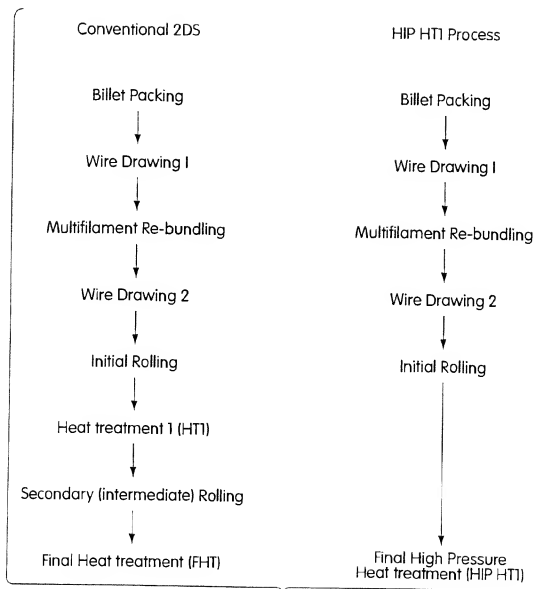 Conventional 2DS
Billet Packing
Wire Drawing 1
Multifilament Re-bundling
Wire Drawing 2
Initial Rolling
Heat treatment 1 (HT1)
Secondary (intermediate) Rolling
Final Heat treatment (FHT)
HIP HT1 Process
Billet Packing
Wire Drawing 1
Multifilament Re-bundling
Wire Drawing 2
Initial Rolling
Final High Pressure
Heat treatment (HIP HT1)